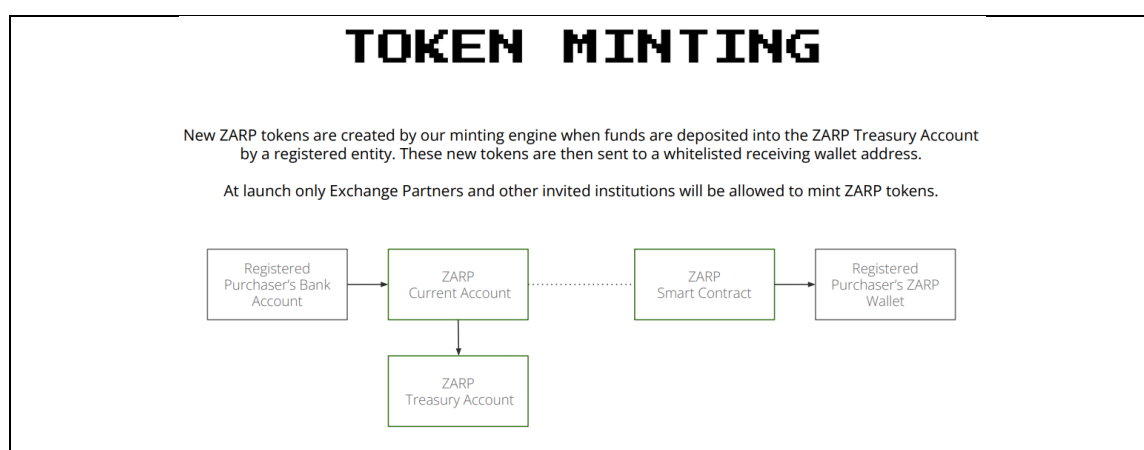 TOKEN MINTING
New ZARP tokens are created by our minting engine when funds are deposited into the ZARP Treasury Account
by a registered entity. These new tokens are then sent to a whitelisted receiving wallet address.
At launch only Exchange Partners and other invited institutions will be allowed to mint ZARP tokens.
Registered
Purchaser's Bank
Account
ZARP
Current Account
ZARP
Smart Contract
Registered
Purchaser's ZARP
Wallet
ZARP
Treasury Account